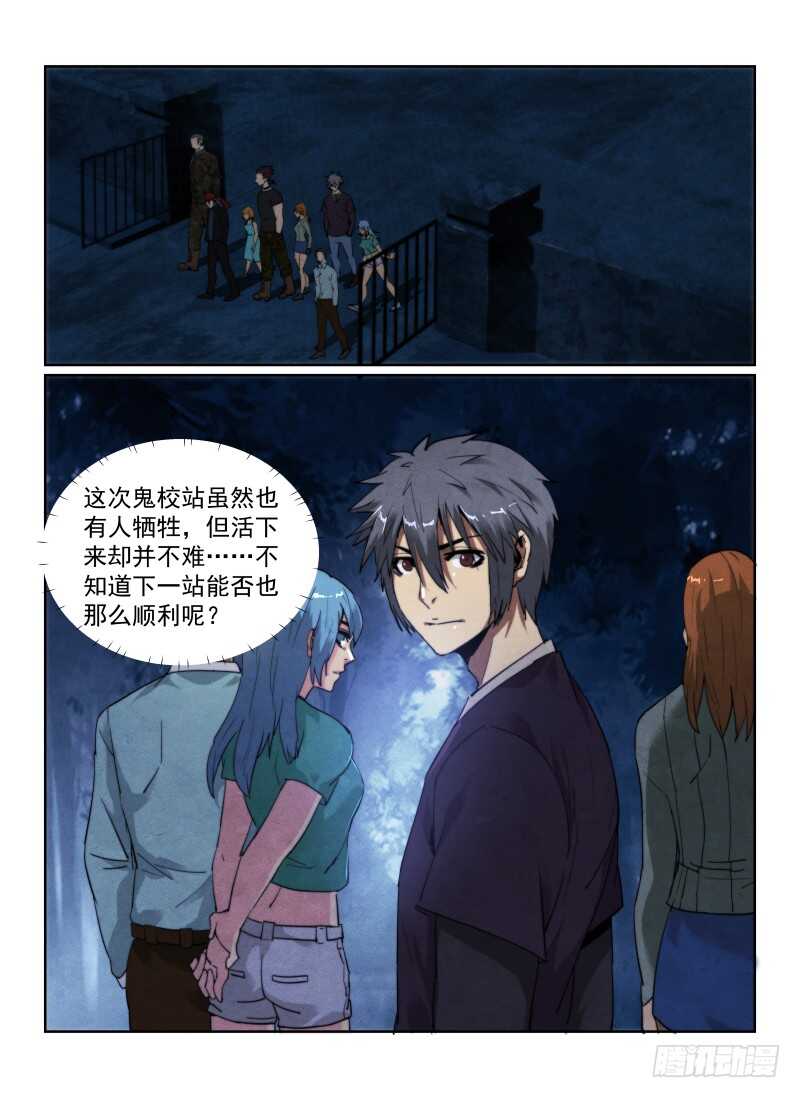 这次鬼校站虽然也
有人牺牲，但活下
来却并不难……不
知道下一站能否也
那么顺利呢？
腾讯动漫